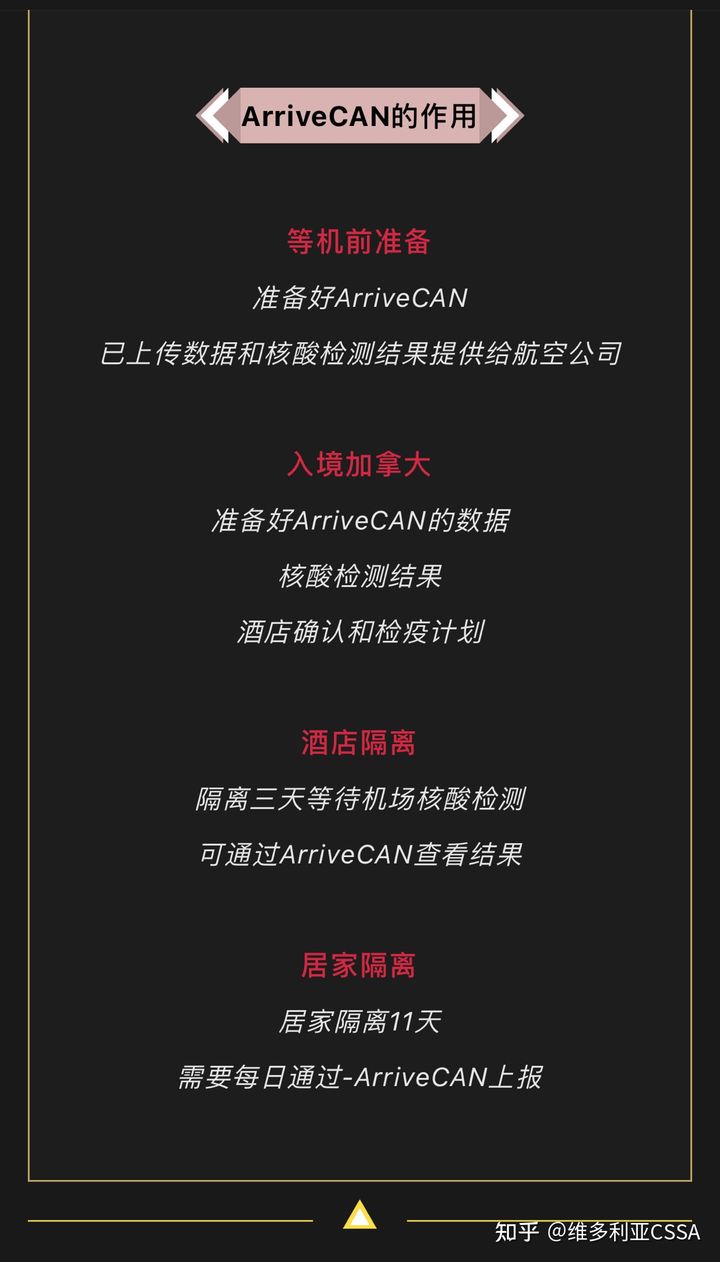 ArriveCAN的作用
等机前准备
准备好ArriveCAN
已上传数据和核酸检测结果提供给航空公司
入境加拿大
准备好ArriveCAN的数据
核酸检测结果
酒店确认和检疫计划
酒店隔离
隔离三天等待机场核酸检测
可通过ArriveCAN查看结果
居家隔离
居家隔离11天
需要每日通过-ArriveCAN上报
知乎 @维多利亚CSSA